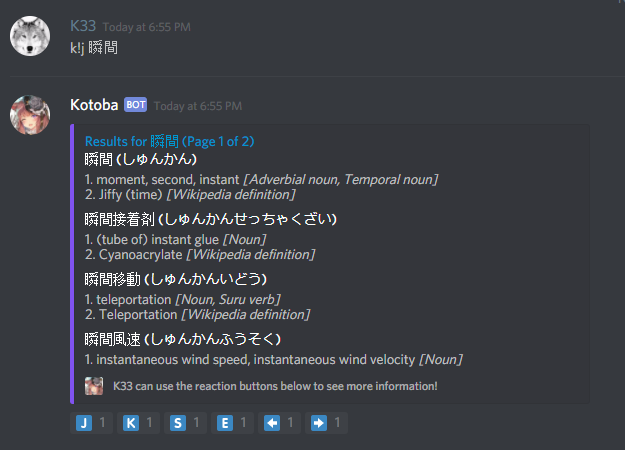 K33 Today at 6:55 PM
k!j 瞬間
Kotoba BOT Today at 6:55 PM
Results for 瞬間 (Page 1 of 2)
瞬間 (しゅんかん)
1. moment, second, instant [Adverbial noun, Temporal noun]
2. Jiffy (time) [Wikipedia definition]
瞬間接着剤 (しゅんかんせっちゃくざい)
1. (tube of) instant glue [Noun]
2. Cyanoacrylate [Wikipedia definition]
瞬間移動 (しゅんかんいどう)
1. teleportation [Noun, Suru verb]
2. Teleportation [Wikipedia definition]
瞬間風速 (しゅんかんふうそく)
1. instantaneous wind speed, instantaneous wind velocity [Noun]
K33 can use the reaction buttons below to see more information!
J 1 K 1 S 1 E 1 ⬅ 1 ➡ 1